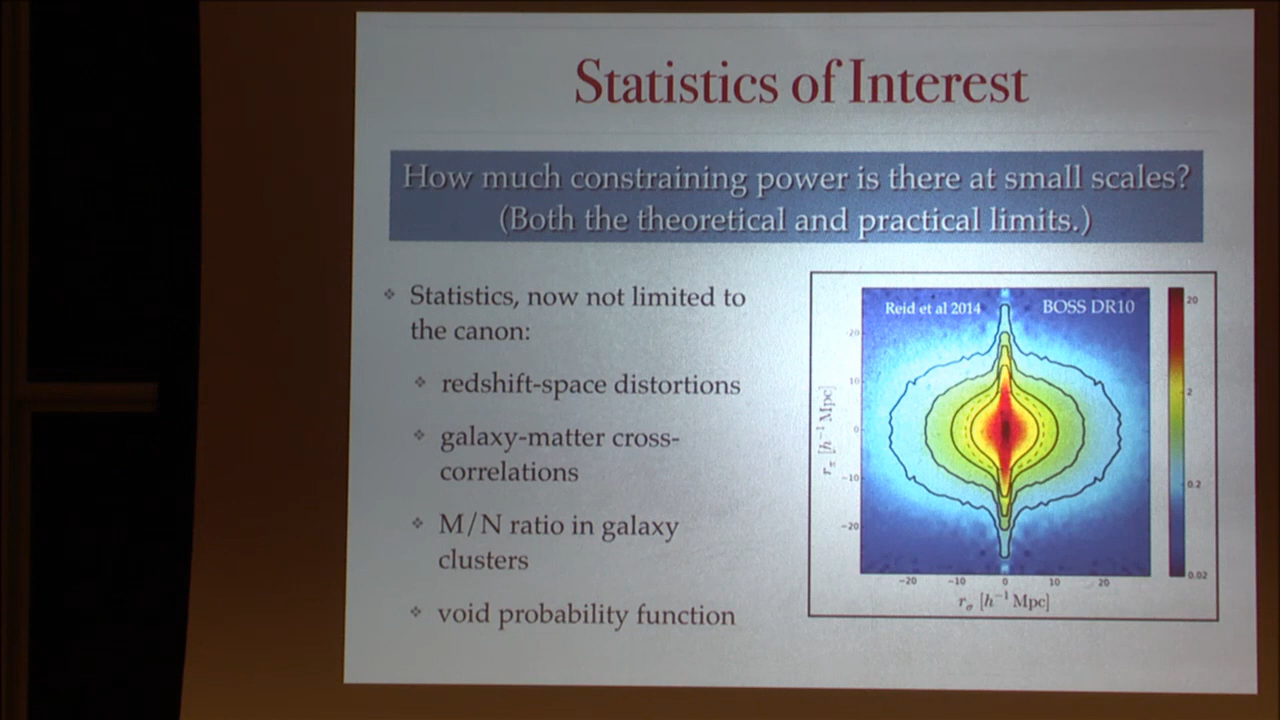 Statistics of Interest
How much constraining power is there at small scales?
(Both the theoretical and practical limits.)
Statistics, now not limited to
the canon:
redshift-space distortions
galaxy-matter cross-
correlations
M/N ratio in galaxy
clusters
void probability function
Reid et al 2014
BOSS DR10
20
10
0
−10
−20
r_π [h⁻¹ Mpc]
−20 −10 0 10 20
r_σ [h⁻¹ Mpc]
20
2
0.2
0.02